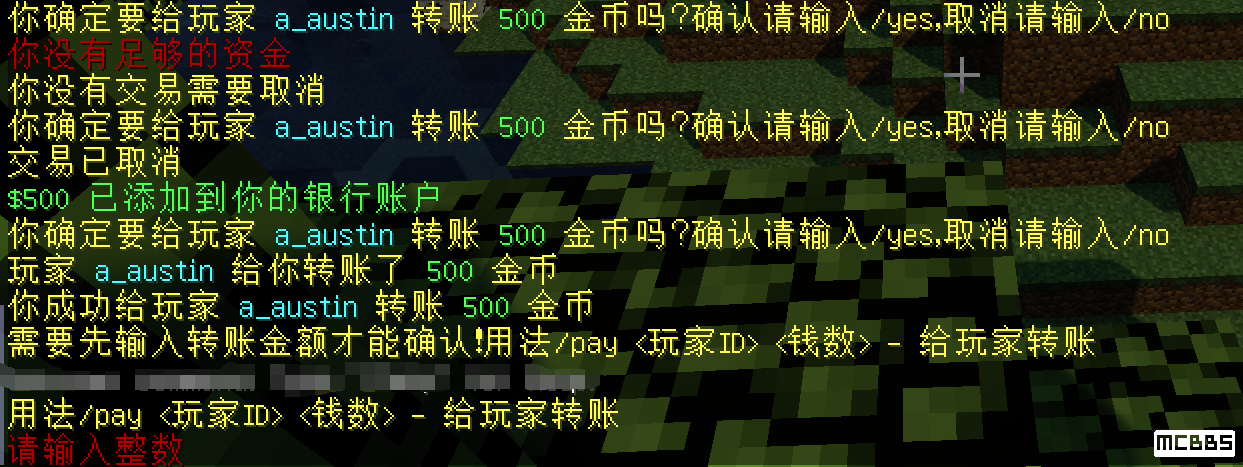 你确定要给玩家 a_austin 转账 500 金币吗?确认请输入/yes,取消请输入/no
你没有足够的资金
你没有交易需要取消
你确定要给玩家 a_austin 转账 500 金币吗?确认请输入/yes,取消请输入/no
交易已取消
$500 已添加到你的银行账户
你确定要给玩家 a_austin 转账 500 金币吗?确认请输入/yes,取消请输入/no
玩家 a_austin 给你转账了 500 金币
你成功给玩家 a_austin 转账 500 金币
需要先输入转账金额才能确认!用法/pay <玩家ID> <钱数> - 给玩家转账
用法/pay <玩家ID> <钱数> - 给玩家转账
请输入整数
MCBBS